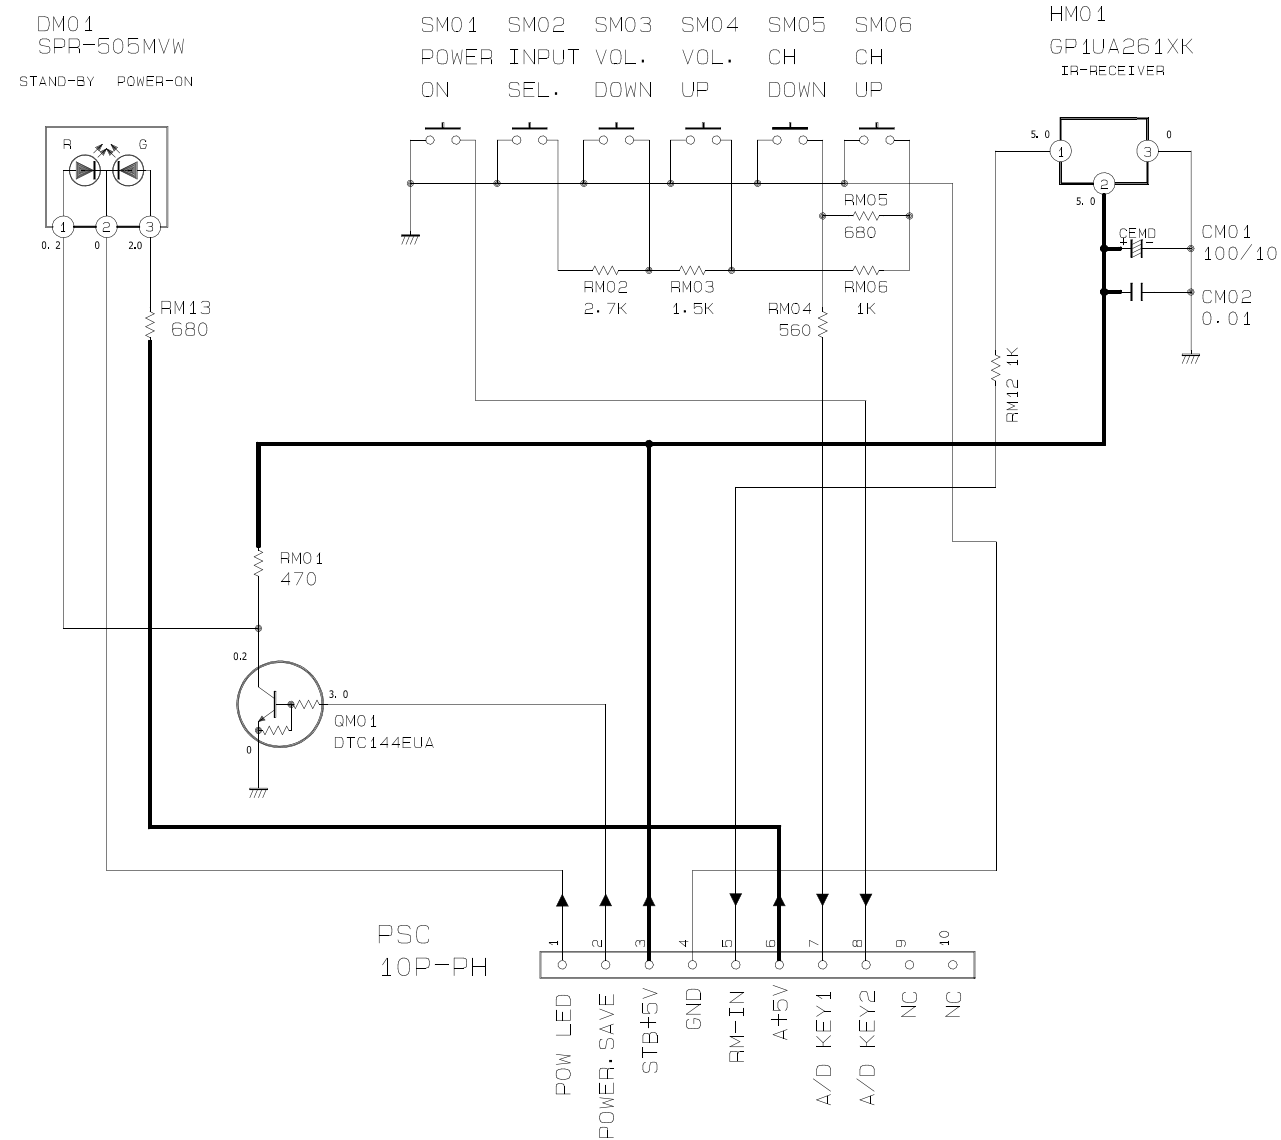 DM01
SPR-505MVW
STAND-BY POWER-ON
R G
1 2 3
0.2 0 2.0
RM13
680
SM01 SM02 SM03 SM04 SM05 SM06
POWER INPUT VOL. VOL. CH CH
ON SEL. DOWN UP DOWN UP
RM05
680
RM02 RM03 RM06
2.7K 1.5K 1K
RM04
560
HM01
GP1UA261XK
IR-RECEIVER
5.0 0
1 3
2
5.0
CEMD
+ -
CM01
100/10
CM02
0.01
RM12 1K
RM01
470
0.2
3.0
QM01
DTC144EUA
0
PSC
10P-PH
1 2 3 4 5 6 7 8 9 10
POW LED
POWER.SAVE
STB+5V
GND
RM-IN
A+5V
A/D KEY1
A/D KEY2
NC
NC